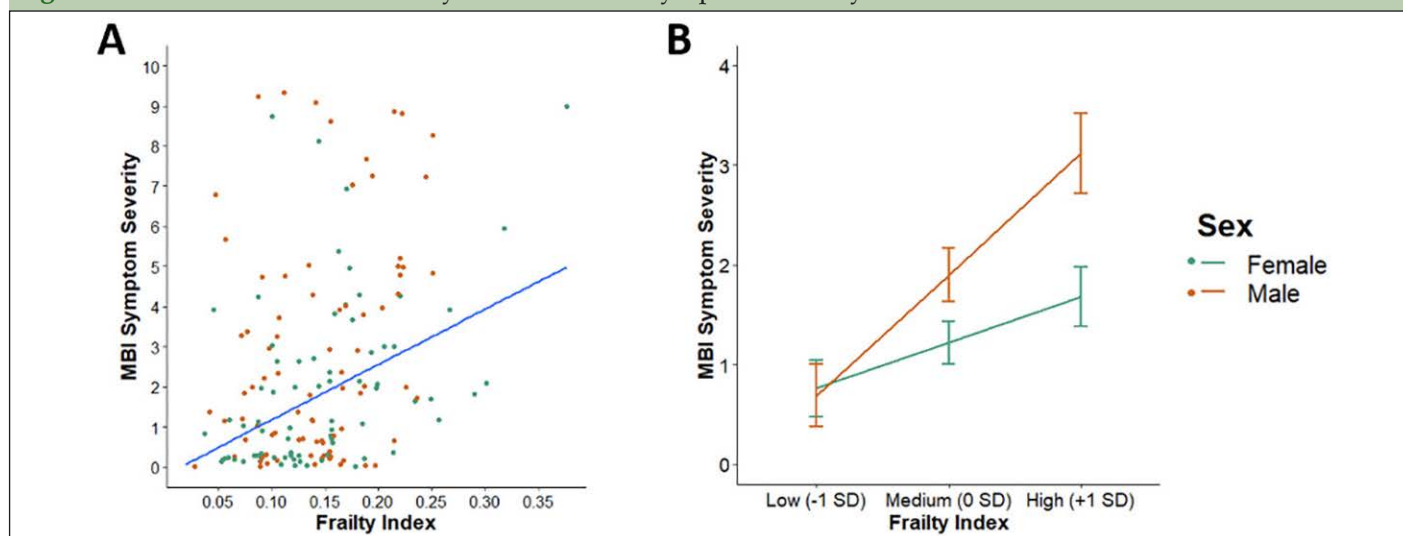 A
MBI Symptom Severity
10
9
8
7
6
5
4
3
2
1
0
0.05 0.10 0.15 0.20 0.25 0.30 0.35
Frailty Index
B
MBI Symptom Severity
4
3
2
1
0
Low (-1 SD) Medium (0 SD) High (+1 SD)
Frailty Index
Sex
Female
Male